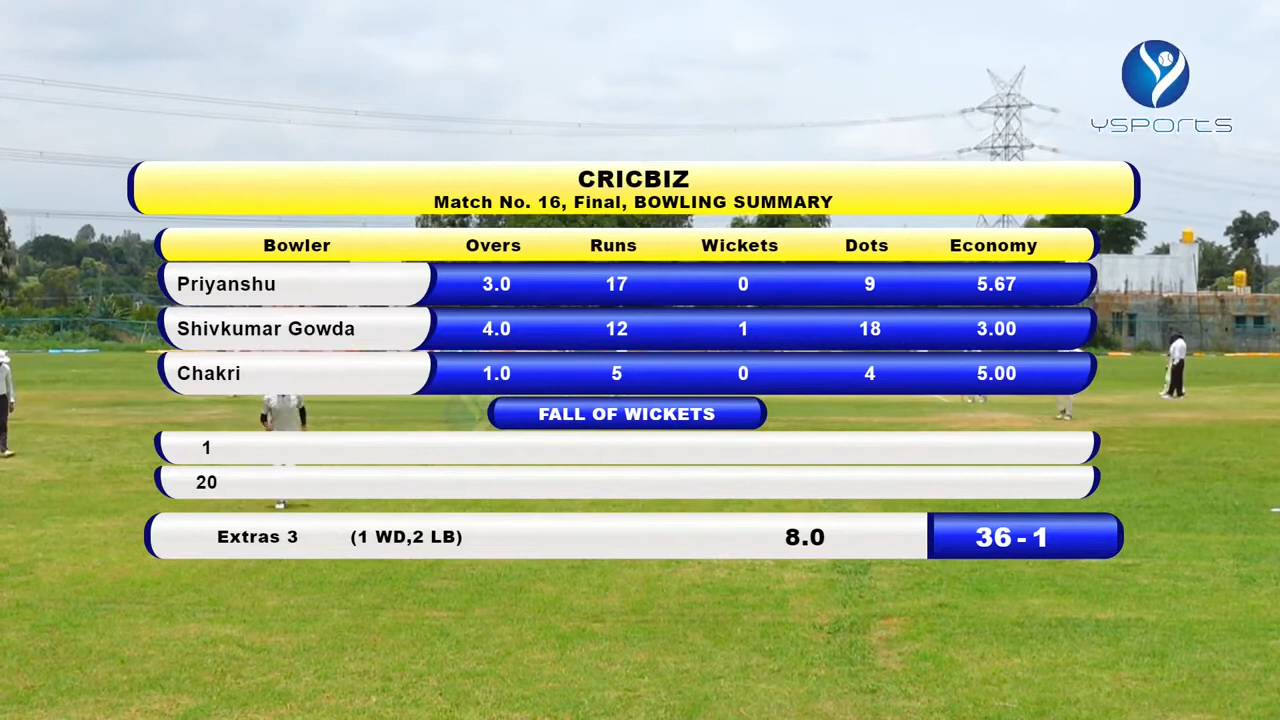 YSPORTS
CRICBIZ
Match No. 16, Final, BOWLING SUMMARY
Bowler Overs Runs Wickets Dots Economy
Priyanshu 3.0 17 0 9 5.67
Shivkumar Gowda 4.0 12 1 18 3.00
Chakri 1.0 5 0 4 5.00
FALL OF WICKETS
1
20
Extras 3 (1 WD,2 LB) 8.0 36-1